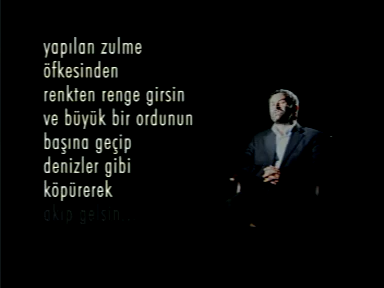 yapılan zulme
öfkesinden
renkten renge girsin
ve büyük bir ordunun
başına geçip
denizler gibi
köpürerek
akıp gelsin .